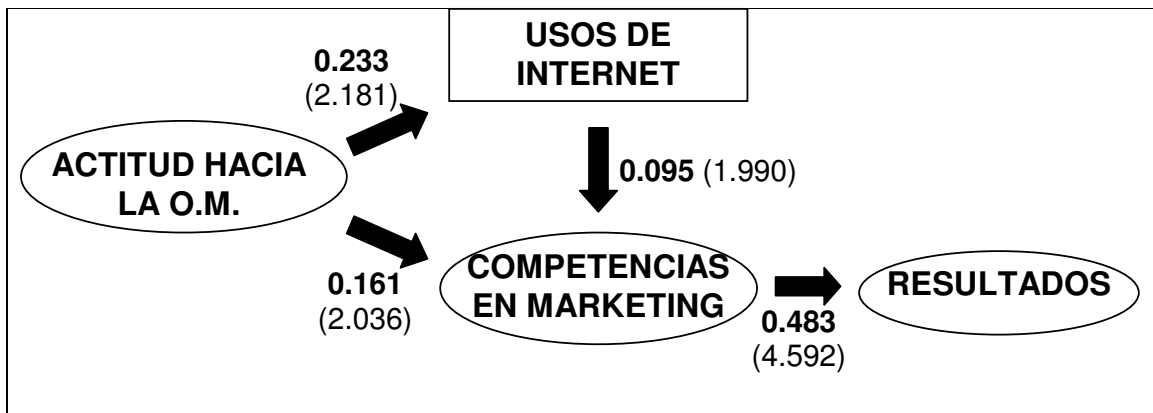 USOS DE
INTERNET
0.233
(2.181)
ACTITUD HACIA
LA O.M.
0.095 (1.990)
0.161
(2.036)
COMPETENCIAS
EN MARKETING
0.483
(4.592)
RESULTADOS